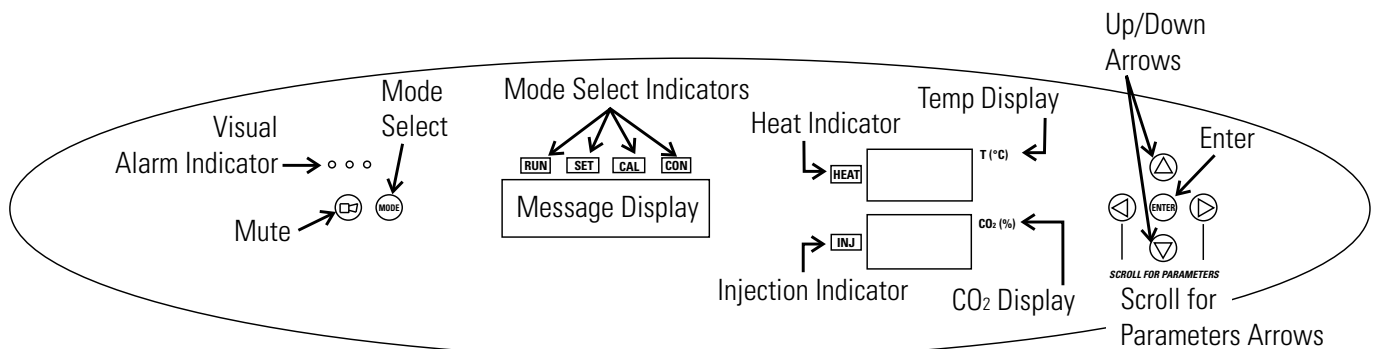 Up/Down
Arrows
Mode
Select
Mode Select Indicators
Temp Display
Visual
Alarm Indicator
Heat Indicator
Enter
RUN SET CAL CON
T (°C)
HEAT
Message Display
MODE
Mute
ENTER
CO₂ (%)
INJ
SCROLL FOR PARAMETERS
Injection Indicator
CO₂ Display
Scroll for
Parameters Arrows